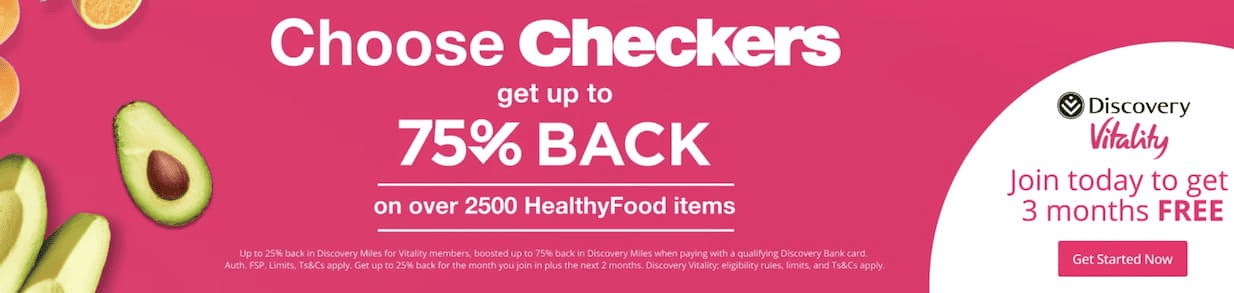 Choose Checkers
get up to
75% BACK
on over 2500 HealthyFood items
Up to 25% back in Discovery Miles for Vitality members, boosted up to 75% back in Discovery Miles when paying with a qualifying Discovery Bank card.
Auth. FSP. Limits, Ts&Cs apply. Get up to 25% back for the month you join in plus the next 2 months. Discovery Vitality; eligibility rules, limits, and Ts&Cs apply.
Discovery
Vitality
Join today to get
3 months FREE
Get Started Now